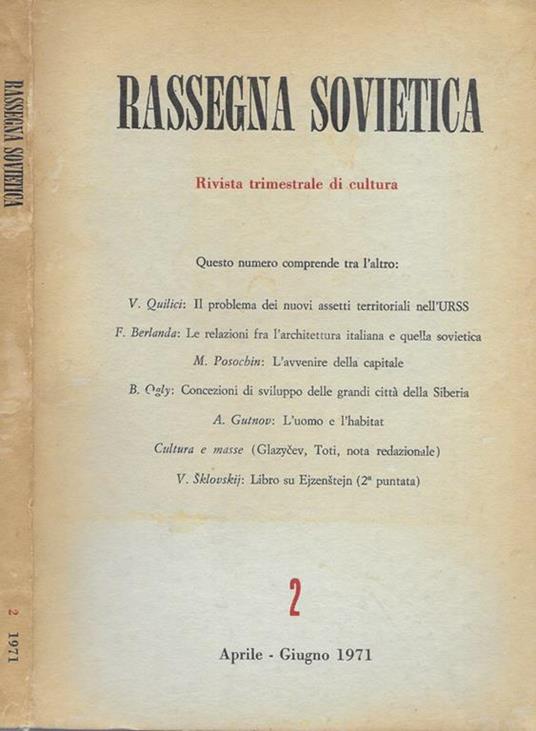 RASSEGNA SOVIETICA
2 1971
RASSEGNA SOVIETICA
Rivista trimestrale di cultura
Questo numero comprende tra l'altro:
V. Quilici: Il problema dei nuovi assetti territoriali nell'URSS
F. Berlanda: Le relazioni fra l'architettura italiana e quella sovietica
M. Posochin: L'avvenire della capitale
B. Ogly: Concezioni di sviluppo delle grandi città della Siberia
A. Gutnov: L'uomo e l'habitat
Cultura e masse (Glazyčev, Toti, nota redazionale)
V. Šklovskij: Libro su Ejzenštejn (2ª puntata)
2
Aprile - Giugno 1971